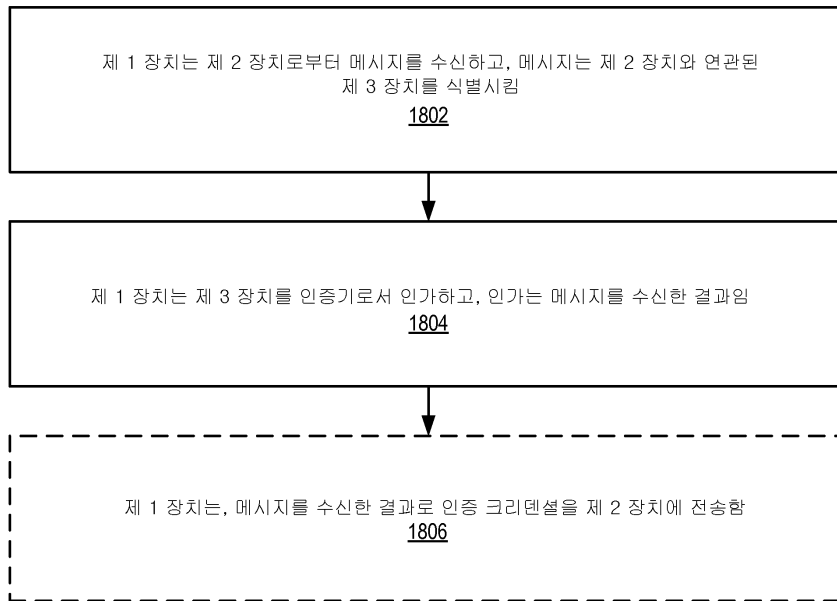 제 1 장치는 제 2 장치로부터 메시지를 수신하고, 메시지는 제 2 장치와 연관된
제 3 장치를 식별시킴
1802
제 1 장치는 제 3 장치를 인증기로서 인가하고, 인가는 메시지를 수신한 결과임
1804
제 1 장치는, 메시지를 수신한 결과로 인증 크리덴셜을 제 2 장치에 전송함
1806